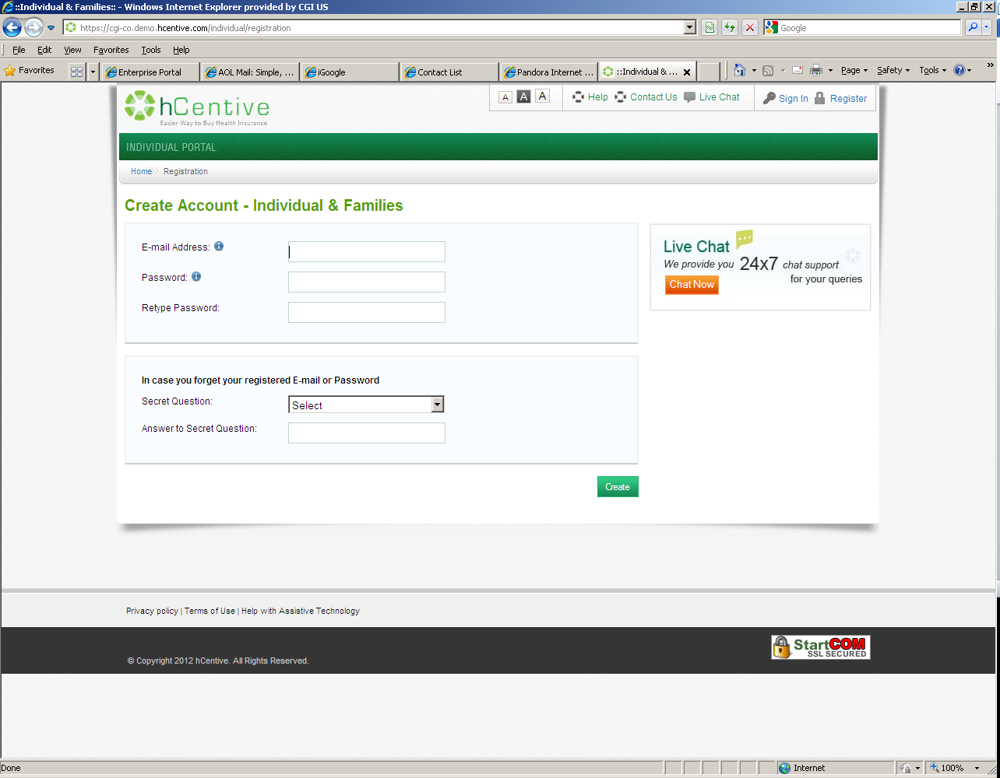 ::Individual & Families:: - Windows Internet Explorer provided by CGI US
https://cgi-co.demo.hcentive.com/individual/registration
Google
File Edit View Favorites Tools Help
Favorites
Enterprise Portal
AOL Mail: Simple, ...
iGoogle
Contact List
Pandora Internet ...
::Individual & ...
Page Safety Tools
hCentive
Easier Way to Buy Health Insurance
A A A
Help Contact Us Live Chat
Sign In Register
INDIVIDUAL PORTAL
Home Registration
Create Account - Individual & Families
E-mail Address:
Password:
Retype Password:
Live Chat
We provide you 24x7 chat support
for your queries
Chat Now
In case you forget your registered E-mail or Password
Secret Question:
Select
Answer to Secret Question:
Create
Privacy policy | Terms of Use | Help with Assistive Technology
StartCOM
SSL SECURED
© Copyright 2012 hCentive. All Rights Reserved.
Done
Internet
100%